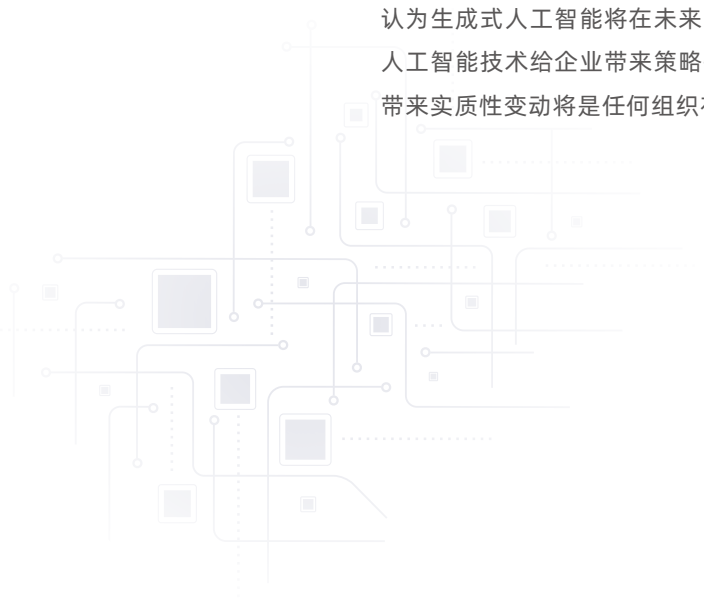 认为生成式人工智能将在未来
人工智能技术给企业带来策略
带来实质性变动将是任何组织